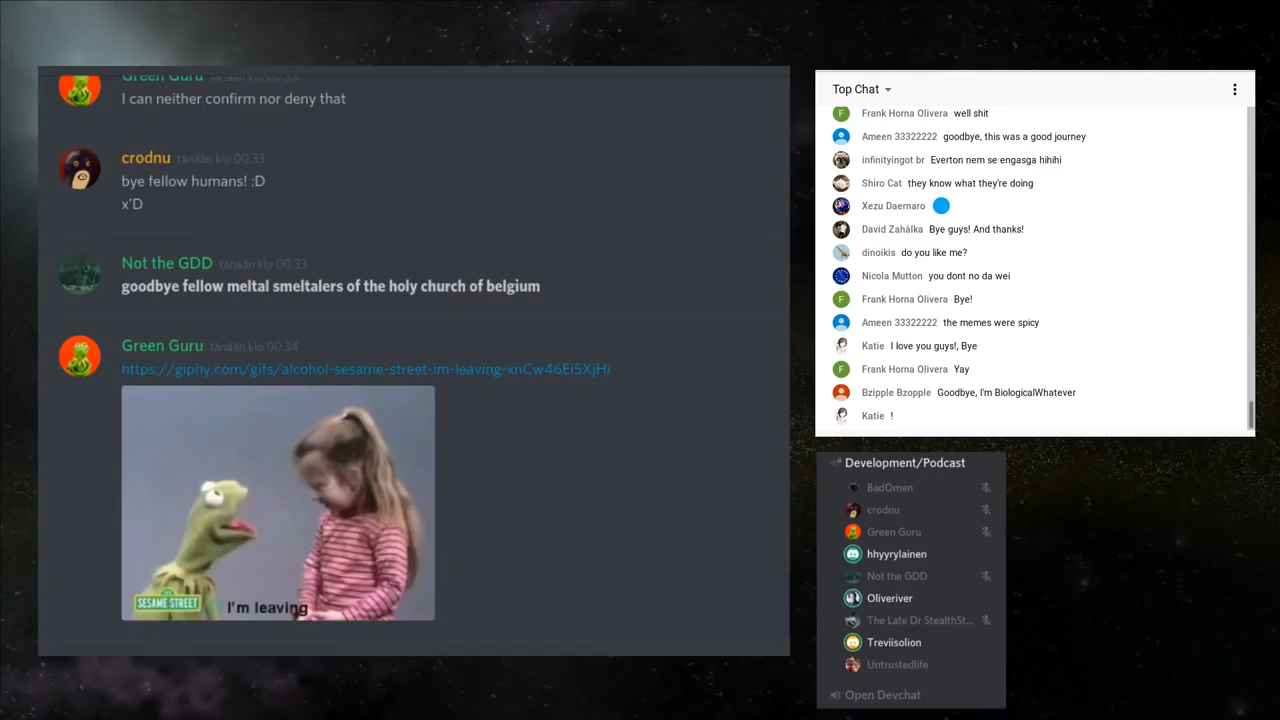 Green Guru tänään klo 00.33
I can neither confirm nor deny that
crodnu tänään klo 00.33
bye fellow humans! :D
x'D
Not the GDD tänään klo 00.33
goodbye fellow meltal smeltalers of the holy church of belgium
Green Guru tänään klo 00.34
https://giphy.com/gifs/alcohol-sesame-street-im-leaving-xnCw46Ei5XjHi
SESAME STREET
I'm leaving
Top Chat
F Frank Horna Olivera well shit
Ameen 33322222 goodbye, this was a good journey
infinityingot br Everton nem se engasga hihihi
Shiro Cat they know what they're doing
Xezu Daernaro
David Zahálka Bye guys! And thanks!
dinoikis do you like me?
Nicola Mutton you dont no da wei
F Frank Horna Olivera Bye!
Ameen 33322222 the memes were spicy
Katie I love you guys!, Bye
F Frank Horna Olivera Yay
Bzipple Bzopple Goodbye, I'm BiologicalWhatever
Katie !
Development/Podcast
BadOmen
crodnu
Green Guru
hhyyrylainen
Not the GDD
Oliveriver
The Late Dr StealthSt...
Treviisolion
Untrustedlife
Open Devchat